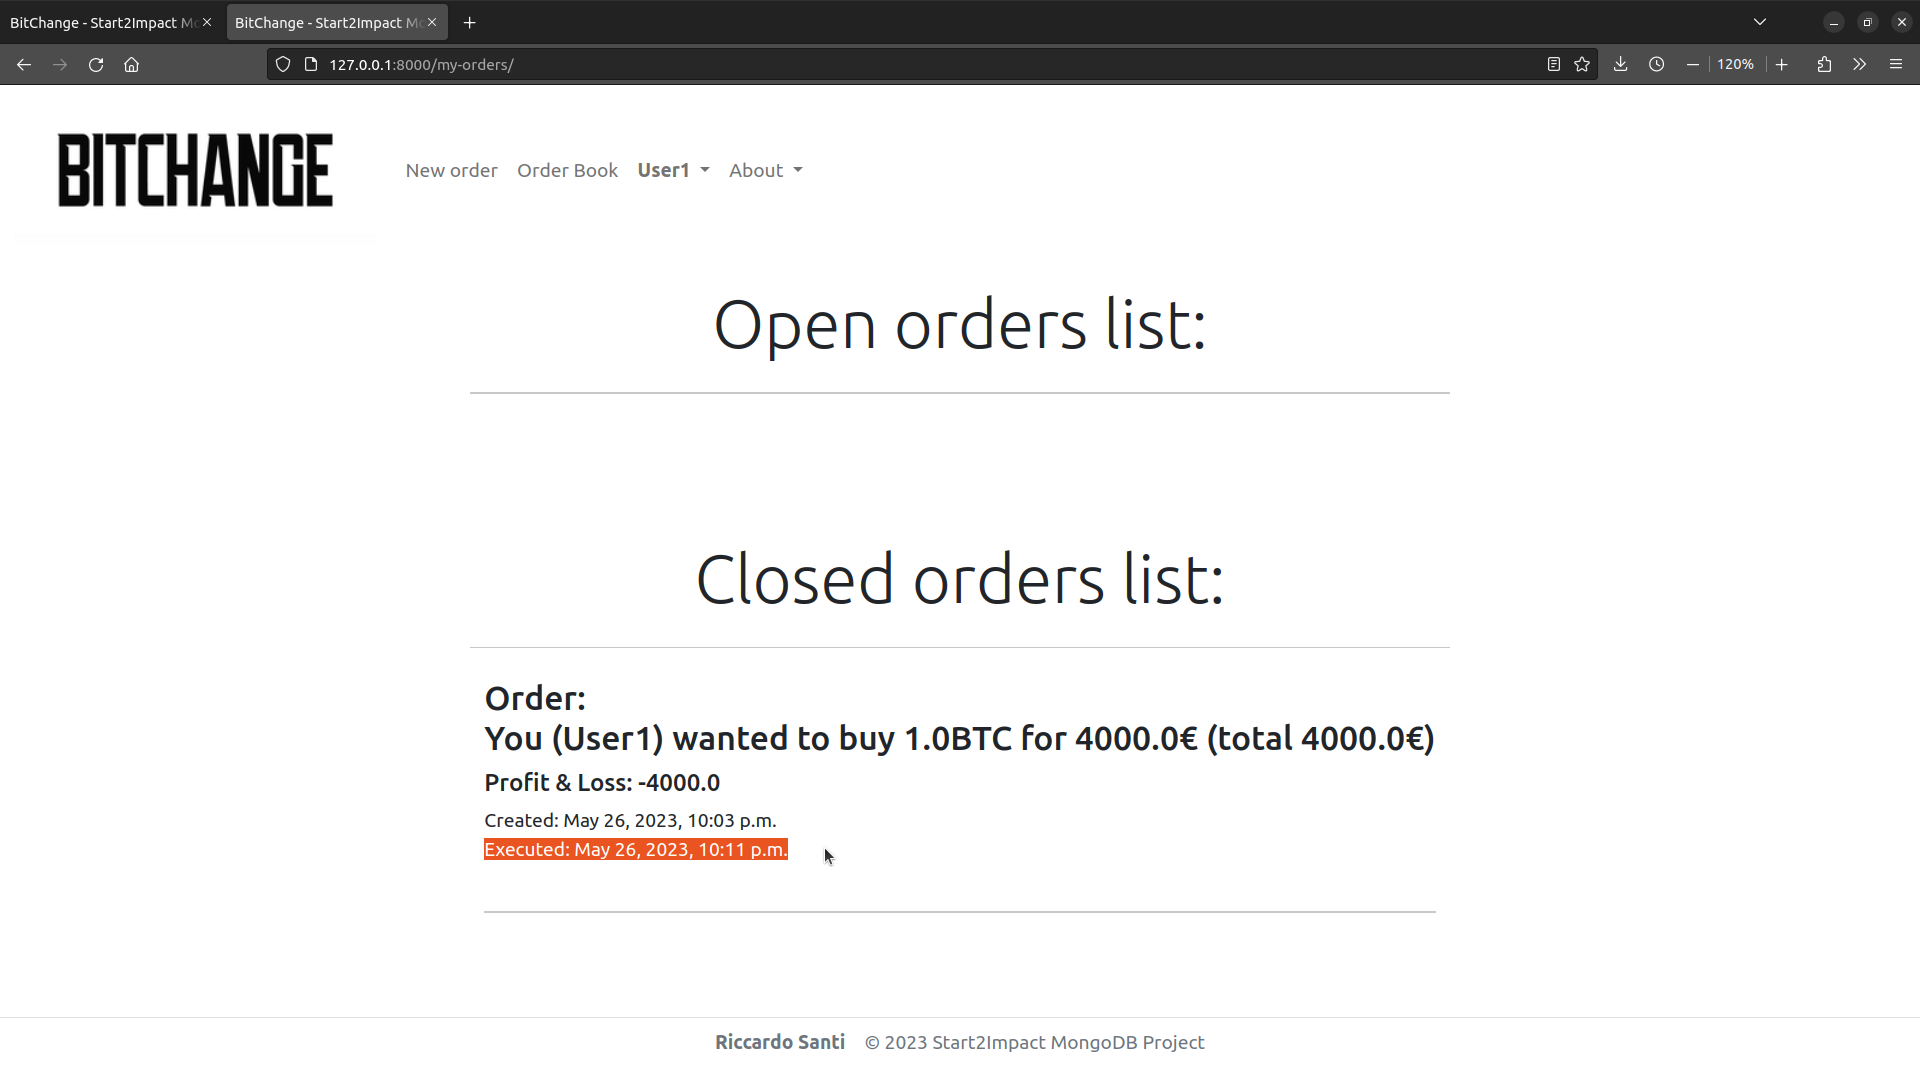 BitChange - Start2Impact Mo
BitChange - Start2Impact Mo
127.0.0.1:8000/my-orders/
120%
BITCHANGE
New order
Order Book
User1
About
Open orders list:
Closed orders list:
Order:
You (User1) wanted to buy 1.0BTC for 4000.0€ (total 4000.0€)
Profit & Loss: -4000.0
Created: May 26, 2023, 10:03 p.m.
Executed: May 26, 2023, 10:11 p.m.
Riccardo Santi © 2023 Start2Impact MongoDB Project